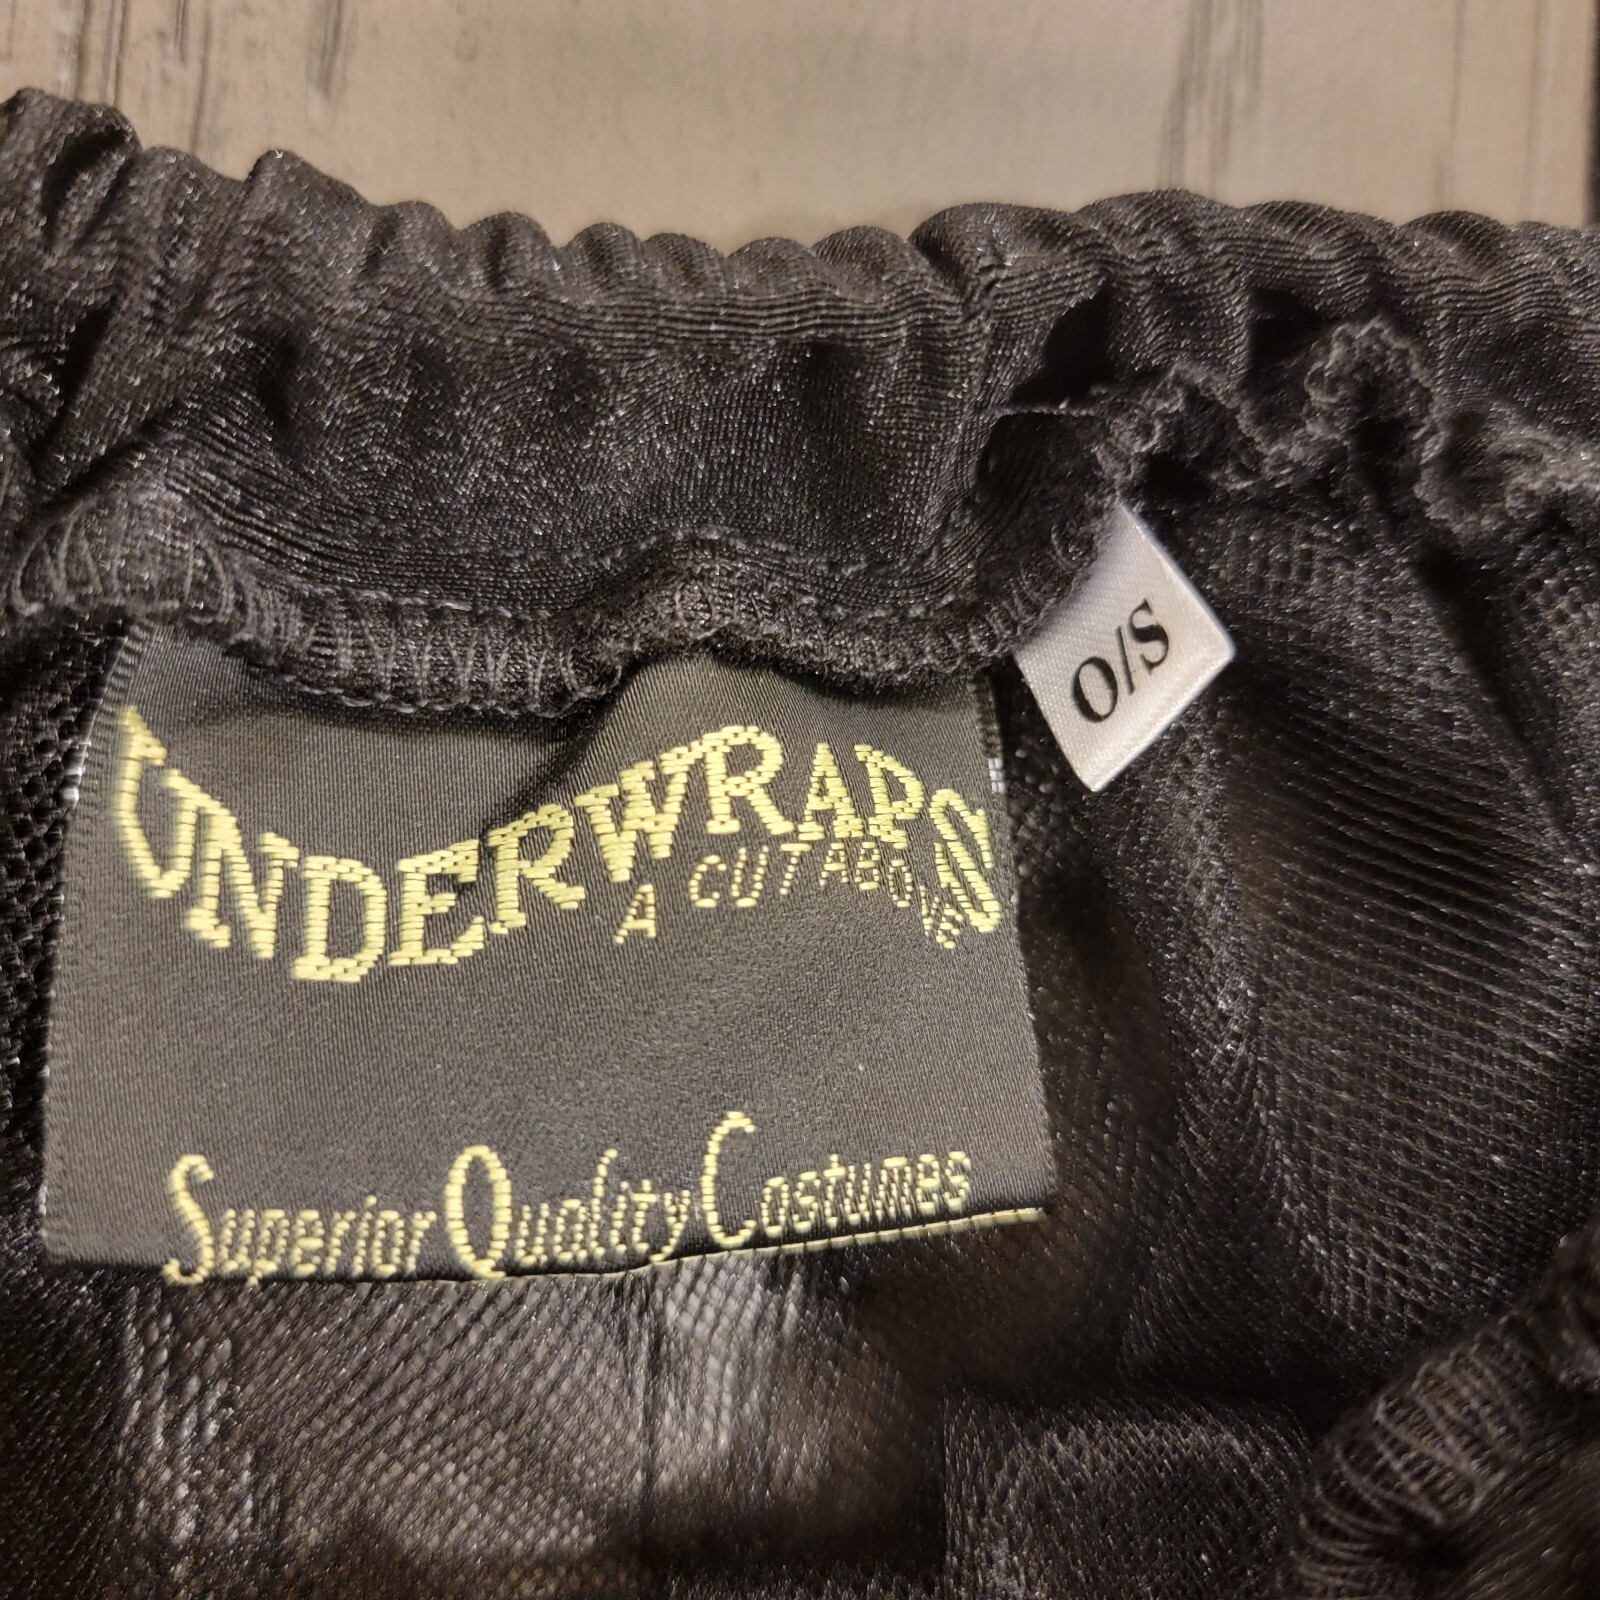 O/S
UNDERWRAPS
A CUT ABOVE
Superior Quality Costumes